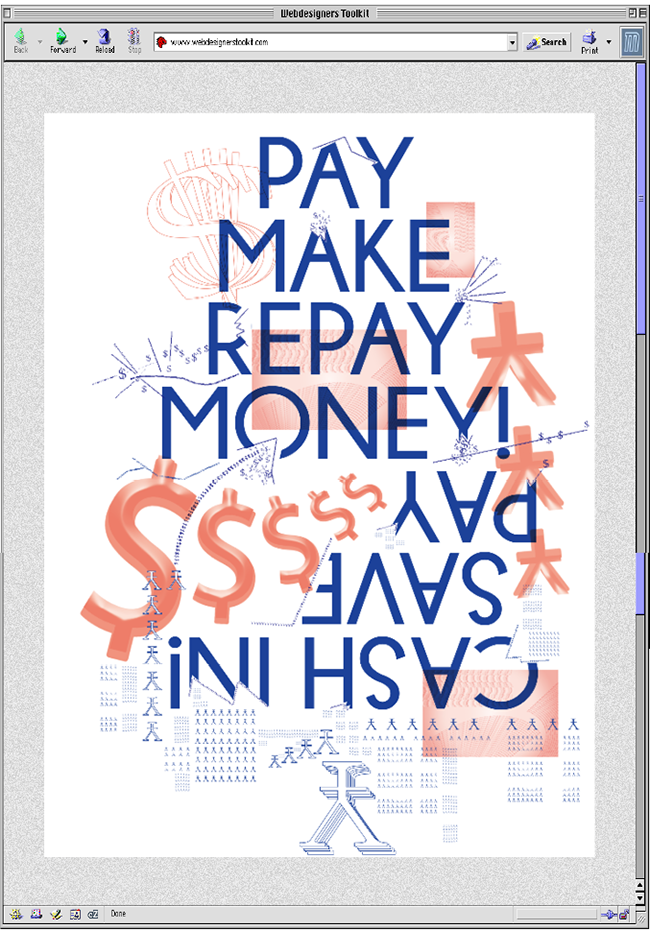 Webdesigners Toolkit
Back
Forward
Reload
Stop
www.webdesignerstoolkit.com
Search
Print
PAY
MAKE
REPAY
MONEY!
PAY
SAVE
CASH IN!
$
$
$
$
$
$
Done